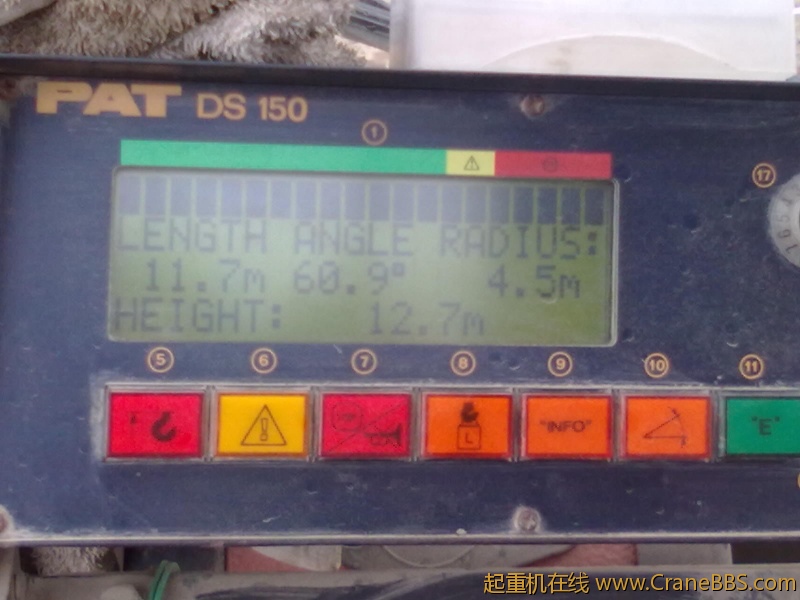 PAT DS 150
1
17
LENGTH ANGLE RADIUS:
11.7m 60.9° 4.5m
HEIGHT: 12.7m
5 6 7 8 9 10 11
L "INFO" "E"
起重机在线 www.CraneBBS.com